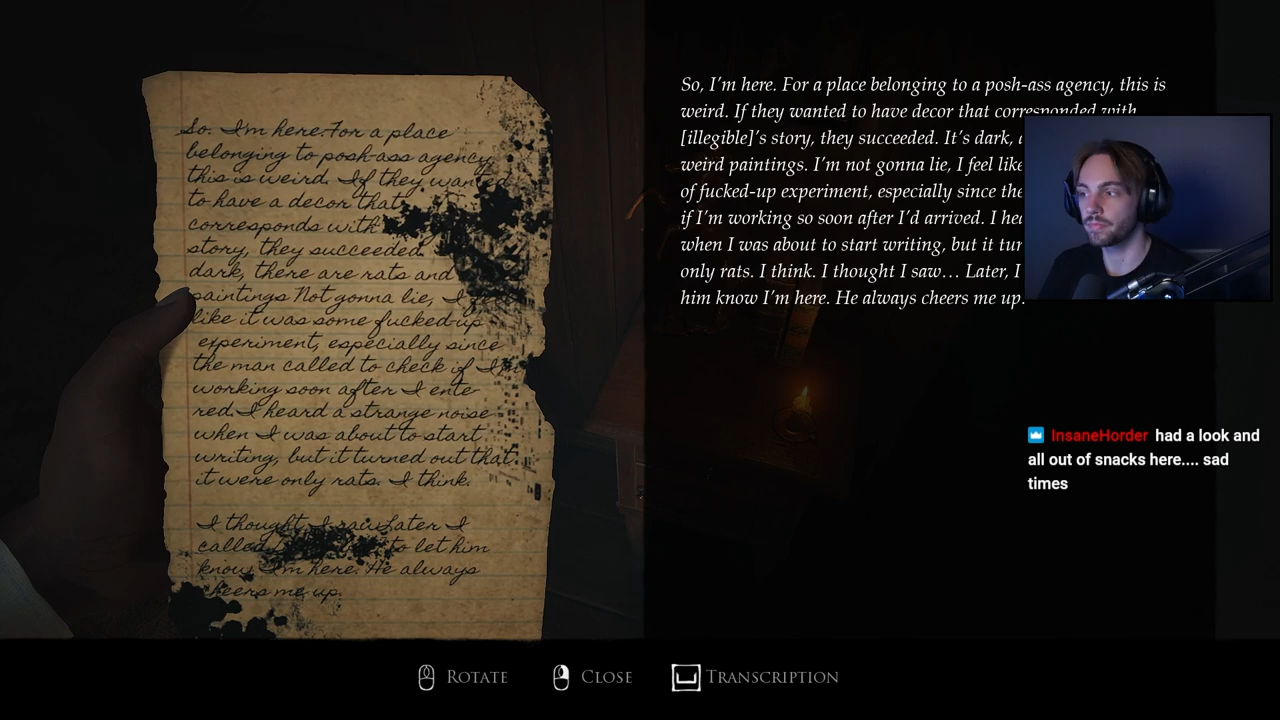 So. I'm here. For a place
belonging to posh-ass agency,
this is weird. If they wanted
to have a decor that
corresponds with
story, they succeeded.
dark, there are rats and
paintings Not gonna lie, I feel
like it was some fucked-up
experiment, especially since
the man called to check if I'm
working soon after I ente
red. I heard a strange noise
when I was about to start
writing, but it turned out that
it were only rats. I think.
I thought I saw Later I
called to let him
know I'm here. He always
cheers me up.
So, I'm here. For a place belonging to a posh-ass agency, this is
weird. If they wanted to have decor that corresponded with
[illegible]'s story, they succeeded. It's dark,
weird paintings. I'm not gonna lie, I feel like
of fucked-up experiment, especially since the
if I'm working so soon after I'd arrived. I
when I was about to start writing, but it
only rats. I think. I thought I saw… Later, I
him know I'm here. He always cheers me up.
InsaneHorder had a look and
all out of snacks here.... sad
times
Rotate Close Transcription